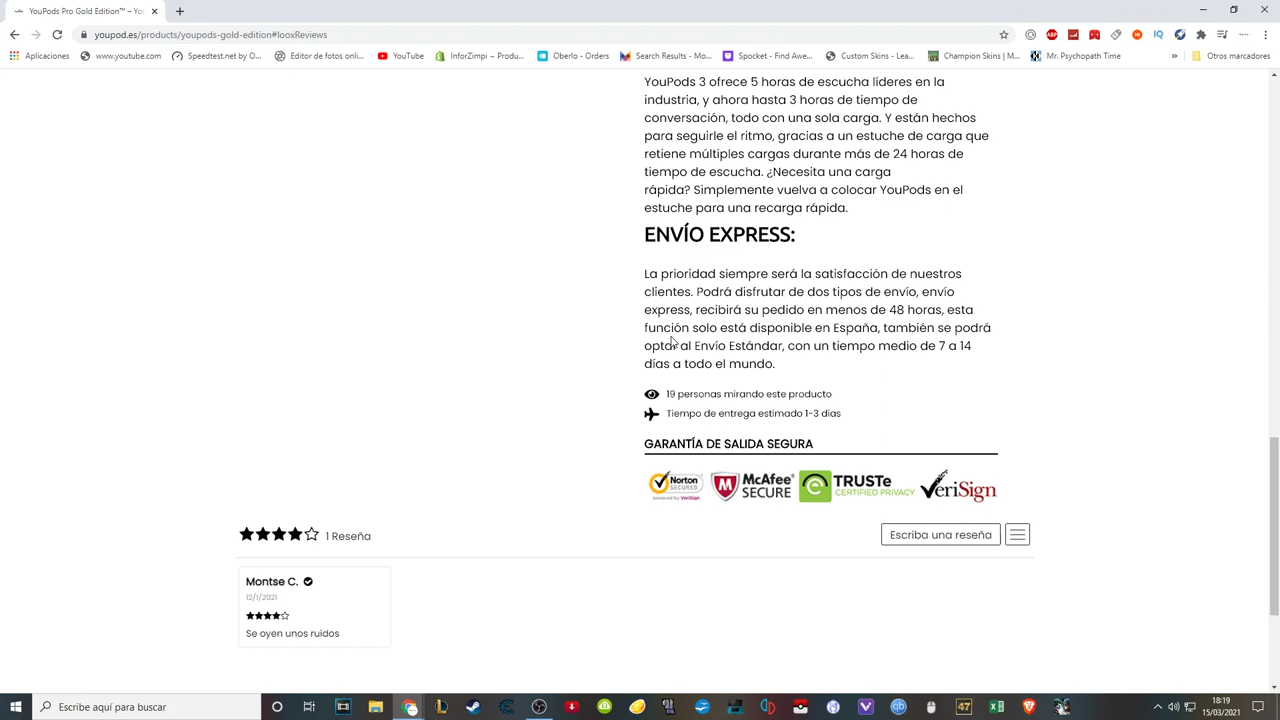 YouPods Pro Gold Edition™ – Bo
youpod.es/products/youpods-gold-edition#looxReviews
Aplicaciones
www.youtube.com
Speedtest.net by O...
Editor de fotos onli...
YouTube
InforZimpi ~ Produ...
Oberlo - Orders
Search Results - Mo...
Spocket - Find Awe...
Custom Skins - Lea...
Champion Skins | M...
Mr. Psychopath Time
»
Otros marcadores
YouPods 3 ofrece 5 horas de escucha líderes en la
industria, y ahora hasta 3 horas de tiempo de
conversación, todo con una sola carga. Y están hechos
para seguirle el ritmo, gracias a un estuche de carga que
retiene múltiples cargas durante más de 24 horas de
tiempo de escucha. ¿Necesita una carga
rápida? Simplemente vuelva a colocar YouPods en el
estuche para una recarga rápida.
ENVÍO EXPRESS:
La prioridad siempre será la satisfacción de nuestros
clientes. Podrá disfrutar de dos tipos de envío, envío
express, recibirá su pedido en menos de 48 horas, esta
función solo está disponible en España, también se podrá
optar al Envío Estándar, con un tiempo medio de 7 a 14
días a todo el mundo.
19 personas mirando este producto
Tiempo de entrega estimado 1-3 dias
GARANTÍA DE SALIDA SEGURA
Norton
SECURED
powered by VeriSign
McAfee
SECURE
TRUSTe
CERTIFIED PRIVACY
VeriSign
1 Reseña
Escriba una reseña
Montse C.
12/1/2021
Se oyen unos ruidos
Escribe aquí para buscar
18:19
15/03/2021